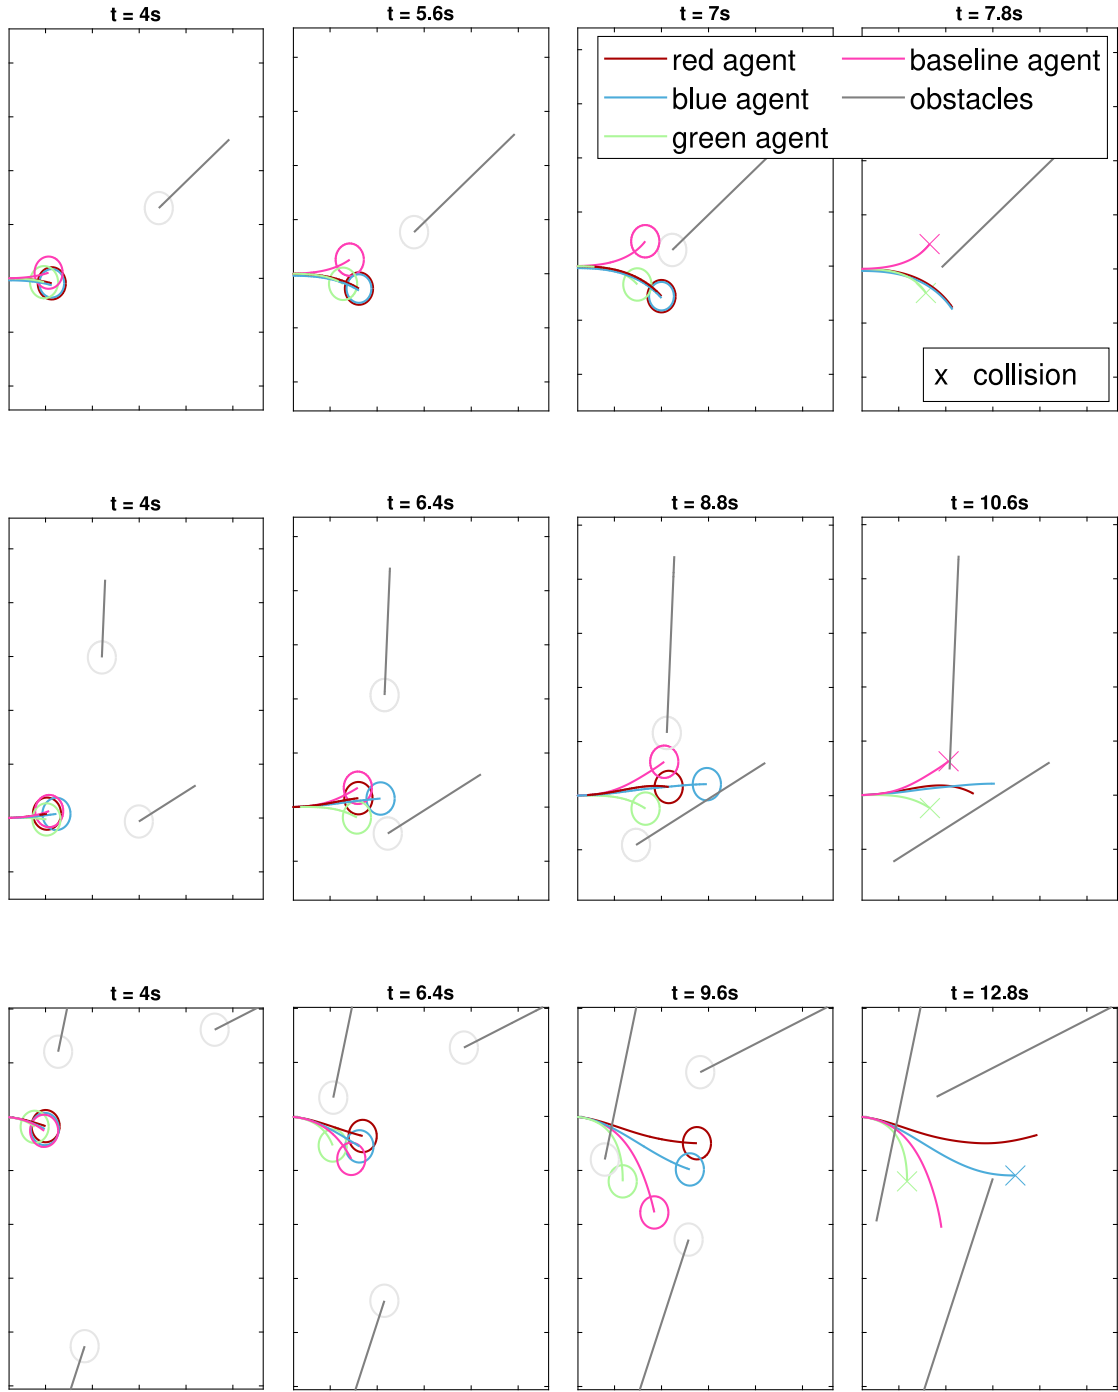 t = 4s
t = 5.6s
t = 7s
t = 7.8s
red agent
baseline agent
blue agent
obstacles
green agent
x collision
t = 4s
t = 6.4s
t = 8.8s
t = 10.6s
t = 4s
t = 6.4s
t = 9.6s
t = 12.8s